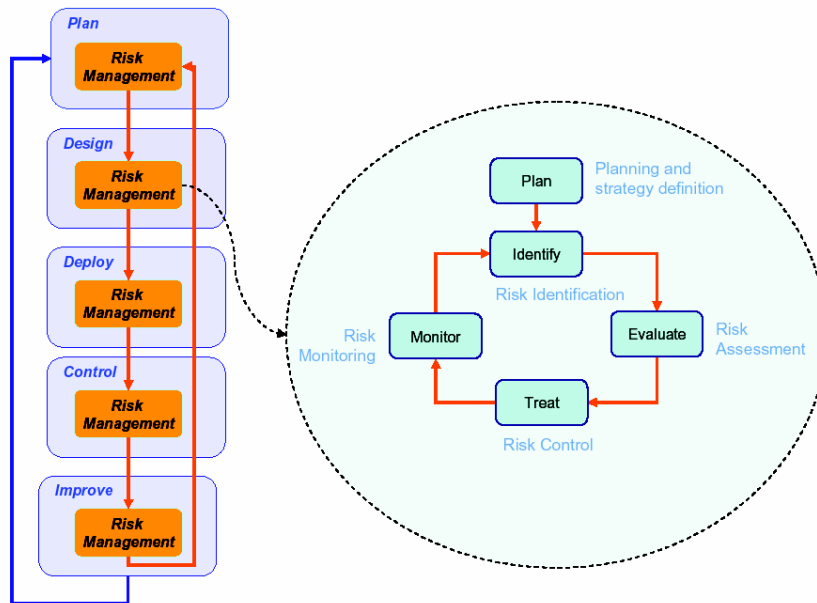 Plan
Risk
Management
Design
Risk
Management
Deploy
Risk
Management
Control
Risk
Management
Improve
Risk
Management
Plan
Planning and
strategy definition
Identify
Risk Identification
Monitor
Risk
Monitoring
Evaluate
Risk
Assessment
Treat
Risk Control